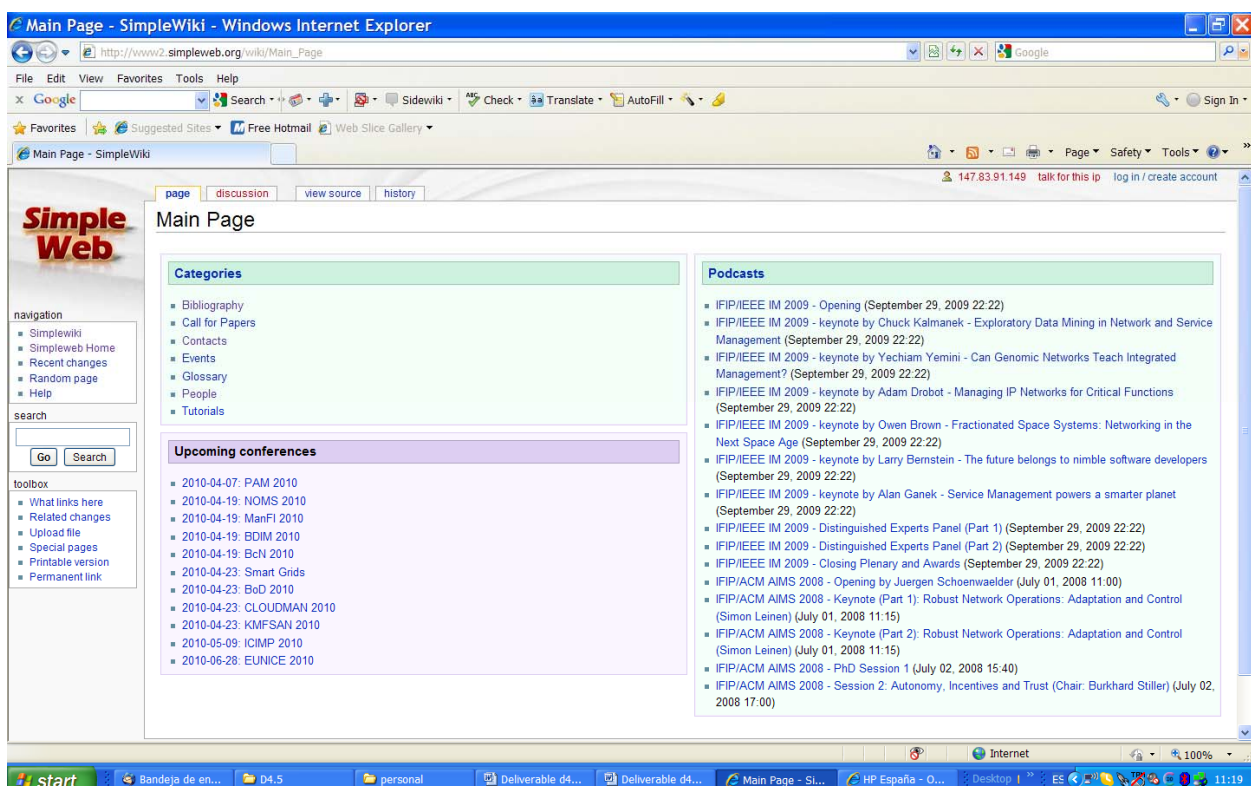 Main Page - SimpleWiki - Windows Internet Explorer
http://www2.simpleweb.org/wiki/Main_Page
Google
File Edit View Favorites Tools Help
x Google Search Sidewiki Check Translate AutoFill Sign In
Favorites Suggested Sites Free Hotmail Web Slice Gallery
Main Page - SimpleWiki Page Safety Tools »
147.83.91.149 talk for this ip log in / create account
page discussion view source history
Simple
Web
Main Page
navigation
Simplewiki
Simpleweb Home
Recent changes
Random page
Help
search
Go Search
toolbox
What links here
Related changes
Upload file
Special pages
Printable version
Permanent link
Categories
Bibliography
Call for Papers
Contacts
Events
Glossary
People
Tutorials
Upcoming conferences
2010-04-07: PAM 2010
2010-04-19: NOMS 2010
2010-04-19: ManFI 2010
2010-04-19: BDIM 2010
2010-04-19: BcN 2010
2010-04-23: Smart Grids
2010-04-23: BoD 2010
2010-04-23: CLOUDMAN 2010
2010-04-23: KMFSAN 2010
2010-05-09: ICIMP 2010
2010-06-28: EUNICE 2010
Podcasts
IFIP/IEEE IM 2009 - Opening (September 29, 2009 22:22)
IFIP/IEEE IM 2009 - keynote by Chuck Kalmanek - Exploratory Data Mining in Network and Service
Management (September 29, 2009 22:22)
IFIP/IEEE IM 2009 - keynote by Yechiam Yemini - Can Genomic Networks Teach Integrated
Management? (September 29, 2009 22:22)
IFIP/IEEE IM 2009 - keynote by Adam Drobot - Managing IP Networks for Critical Functions
(September 29, 2009 22:22)
IFIP/IEEE IM 2009 - keynote by Owen Brown - Fractionated Space Systems: Networking in the
Next Space Age (September 29, 2009 22:22)
IFIP/IEEE IM 2009 - keynote by Larry Bernstein - The future belongs to nimble software developers
(September 29, 2009 22:22)
IFIP/IEEE IM 2009 - keynote by Alan Ganek - Service Management powers a smarter planet
(September 29, 2009 22:22)
IFIP/IEEE IM 2009 - Distinguished Experts Panel (Part 1) (September 29, 2009 22:22)
IFIP/IEEE IM 2009 - Distinguished Experts Panel (Part 2) (September 29, 2009 22:22)
IFIP/IEEE IM 2009 - Closing Plenary and Awards (September 29, 2009 22:22)
IFIP/ACM AIMS 2008 - Opening by Juergen Schoenwaelder (July 01, 2008 11:00)
IFIP/ACM AIMS 2008 - Keynote (Part 1): Robust Network Operations: Adaptation and Control
(Simon Leinen) (July 01, 2008 11:15)
IFIP/ACM AIMS 2008 - Keynote (Part 2): Robust Network Operations: Adaptation and Control
(Simon Leinen) (July 01, 2008 11:15)
IFIP/ACM AIMS 2008 - PhD Session 1 (July 02, 2008 15:40)
IFIP/ACM AIMS 2008 - Session 2: Autonomy, Incentives and Trust (Chair: Burkhard Stiller) (July 02,
2008 17:00)
Internet 100%
start Bandeja de en... D4.5 personal Deliverable d4... Deliverable d4... Main Page - Si... HP España - O... Desktop » ES 11:19